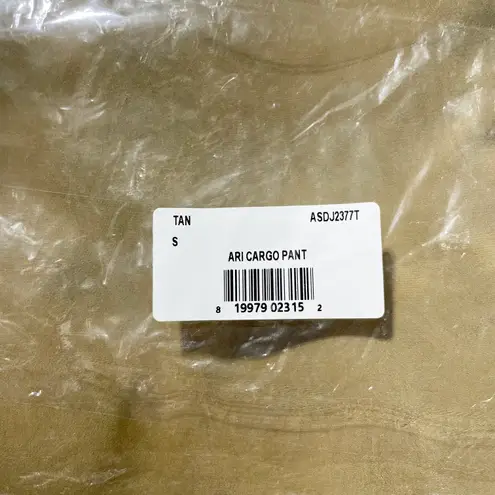 TAN ASDJ2377T
S
ARI CARGO PANT
8 19979 02315 2